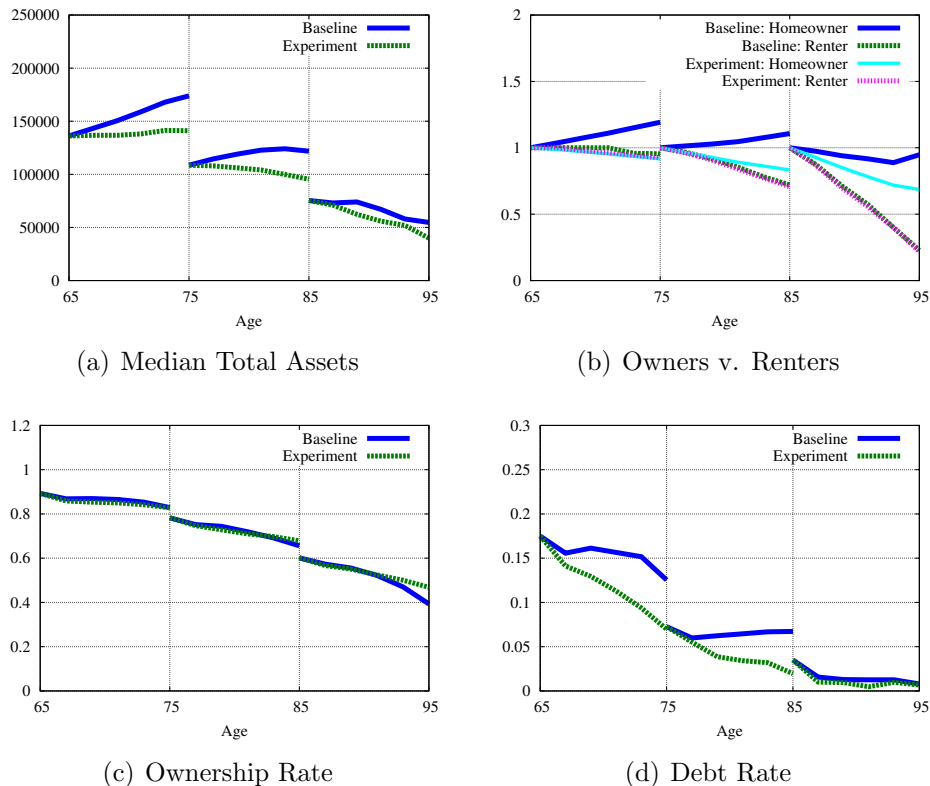 250000
200000
150000
100000
50000
0
65 75 85 95
Age
Baseline
Experiment
(a) Median Total Assets
2
1.5
1
0.5
0
65 75 85 95
Age
Baseline: Homeowner
Baseline: Renter
Experiment: Homeowner
Experiment: Renter
(b) Owners v. Renters
1.2
1
0.8
0.6
0.4
0.2
0
65 75 85 95
Age
Baseline
Experiment
(c) Ownership Rate
0.3
0.25
0.2
0.15
0.1
0.05
0
65 75 85 95
Age
Baseline
Experiment
(d) Debt Rate